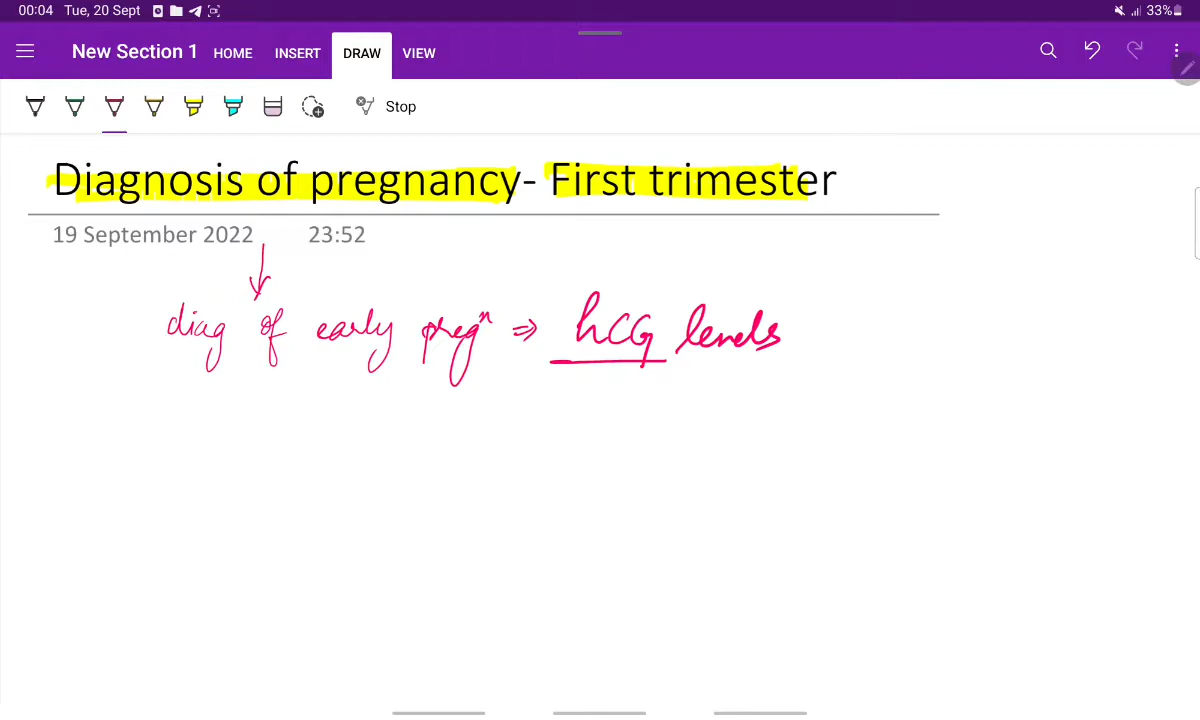 00:04 Tue, 20 Sept 33%
New Section 1 HOME INSERT DRAW VIEW
Stop
Diagnosis of pregnancy- First trimester
19 September 2022 23:52
diag of early pregⁿ ⇒ hCG levels